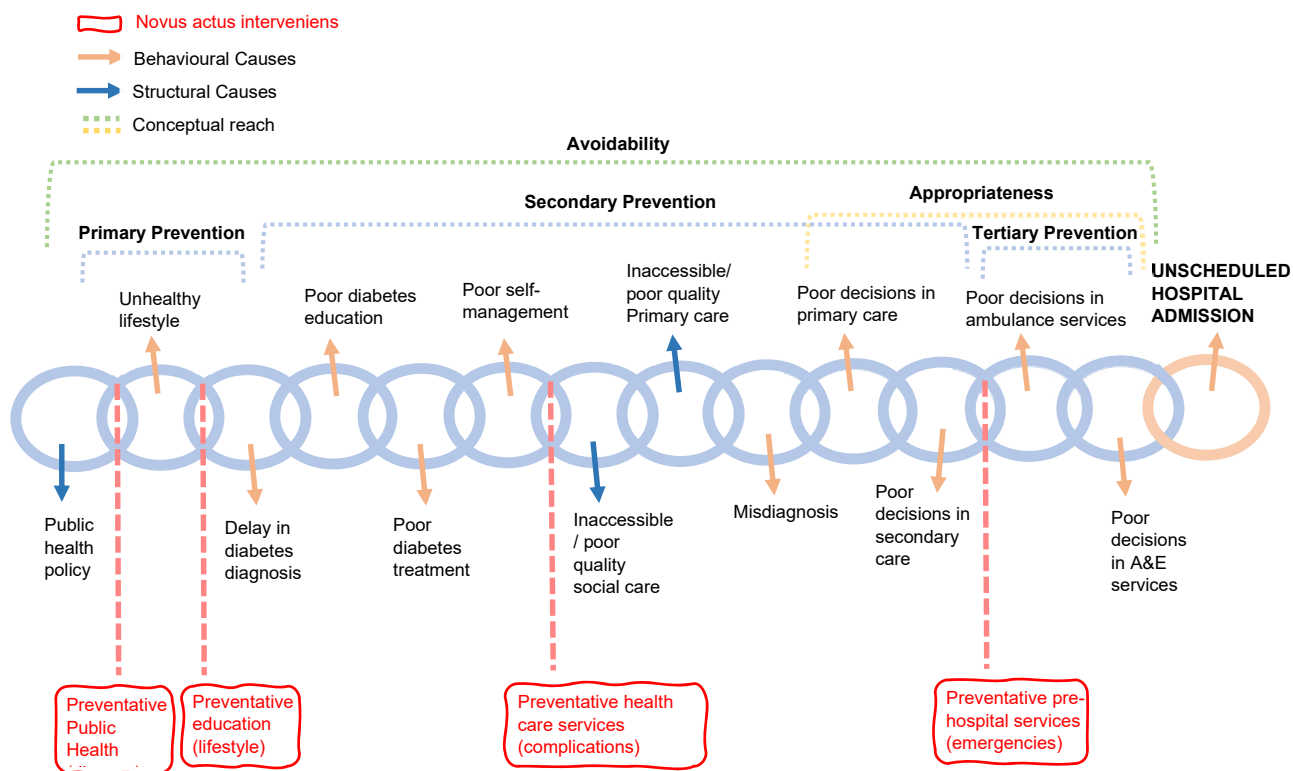 Novus actus interveniens
Behavioural Causes
Structural Causes
Conceptual reach
Avoidability
Appropriateness
Secondary Prevention
Primary Prevention
Tertiary Prevention
Unhealthy
lifestyle
Poor diabetes
education
Poor self-
management
Inaccessible/
poor quality
Primary care
Poor decisions in
primary care
Poor decisions in
ambulance services
UNSCHEDULED
HOSPITAL
ADMISSION
Public
health
policy
Delay in
diabetes
diagnosis
Poor
diabetes
treatment
Inaccessible
/ poor
quality
social care
Misdiagnosis
Poor
decisions in
secondary
care
Poor
decisions
in A&E
services
Preventative
Public
Health
Preventative
education
(lifestyle)
Preventative health
care services
(complications)
Preventative pre-
hospital services
(emergencies)